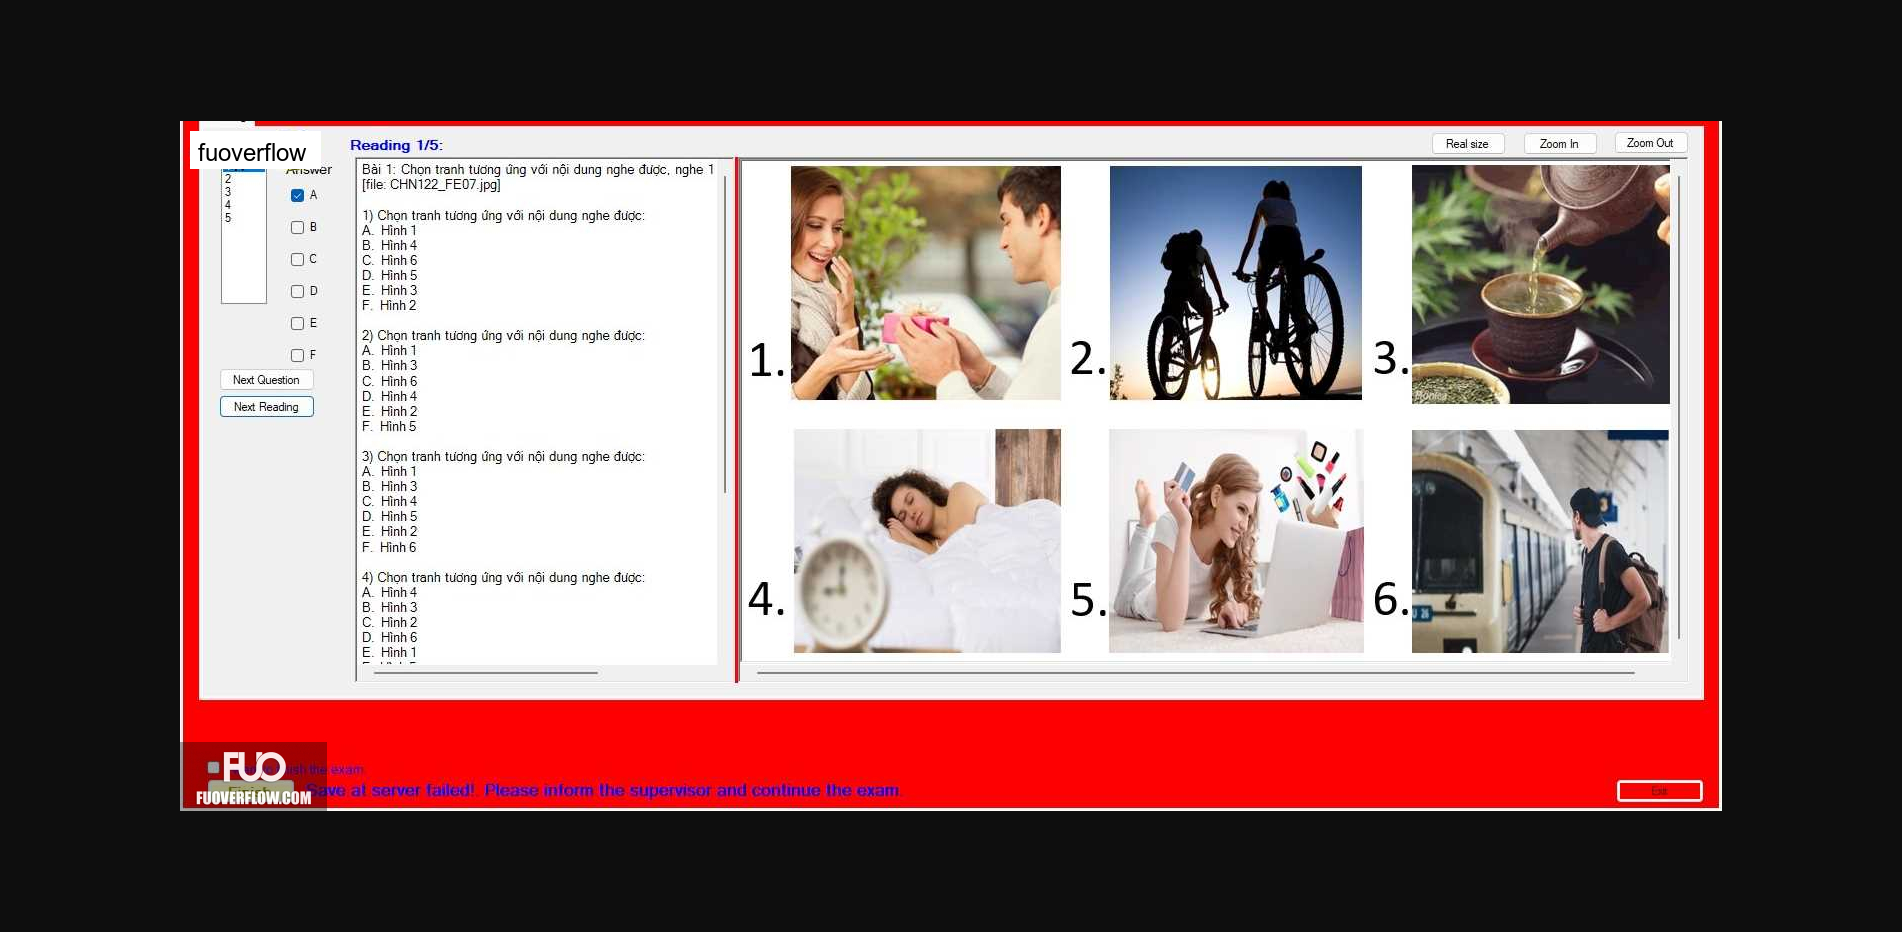 fuoverflow
Reading 1/5:
Real size
Zoom In
Zoom Out
Answer
2
3
4
5
A
B
C
D
E
F
Next Question
Next Reading
Bài 1: Chọn tranh tương ứng với nội dung nghe được, nghe 1
[file: CHN122_FE07.jpg]
1) Chọn tranh tương ứng với nội dung nghe được:
A. Hình 1
B. Hình 4
C. Hình 6
D. Hình 5
E. Hình 3
F. Hình 2
2) Chọn tranh tương ứng với nội dung nghe được:
A. Hình 1
B. Hình 3
C. Hình 6
D. Hình 4
E. Hình 2
F. Hình 5
3) Chọn tranh tương ứng với nội dung nghe được:
A. Hình 1
B. Hình 3
C. Hình 4
D. Hình 5
E. Hình 2
F. Hình 6
4) Chọn tranh tương ứng với nội dung nghe được:
A. Hình 4
B. Hình 3
C. Hình 2
D. Hình 6
E. Hình 1
1.
2.
3.
Monica
4.
5.
6.
the exam.
FUO
FUOVERFLOW.COM
Save at server failed!. Please inform the supervisor and continue the exam.
Exit